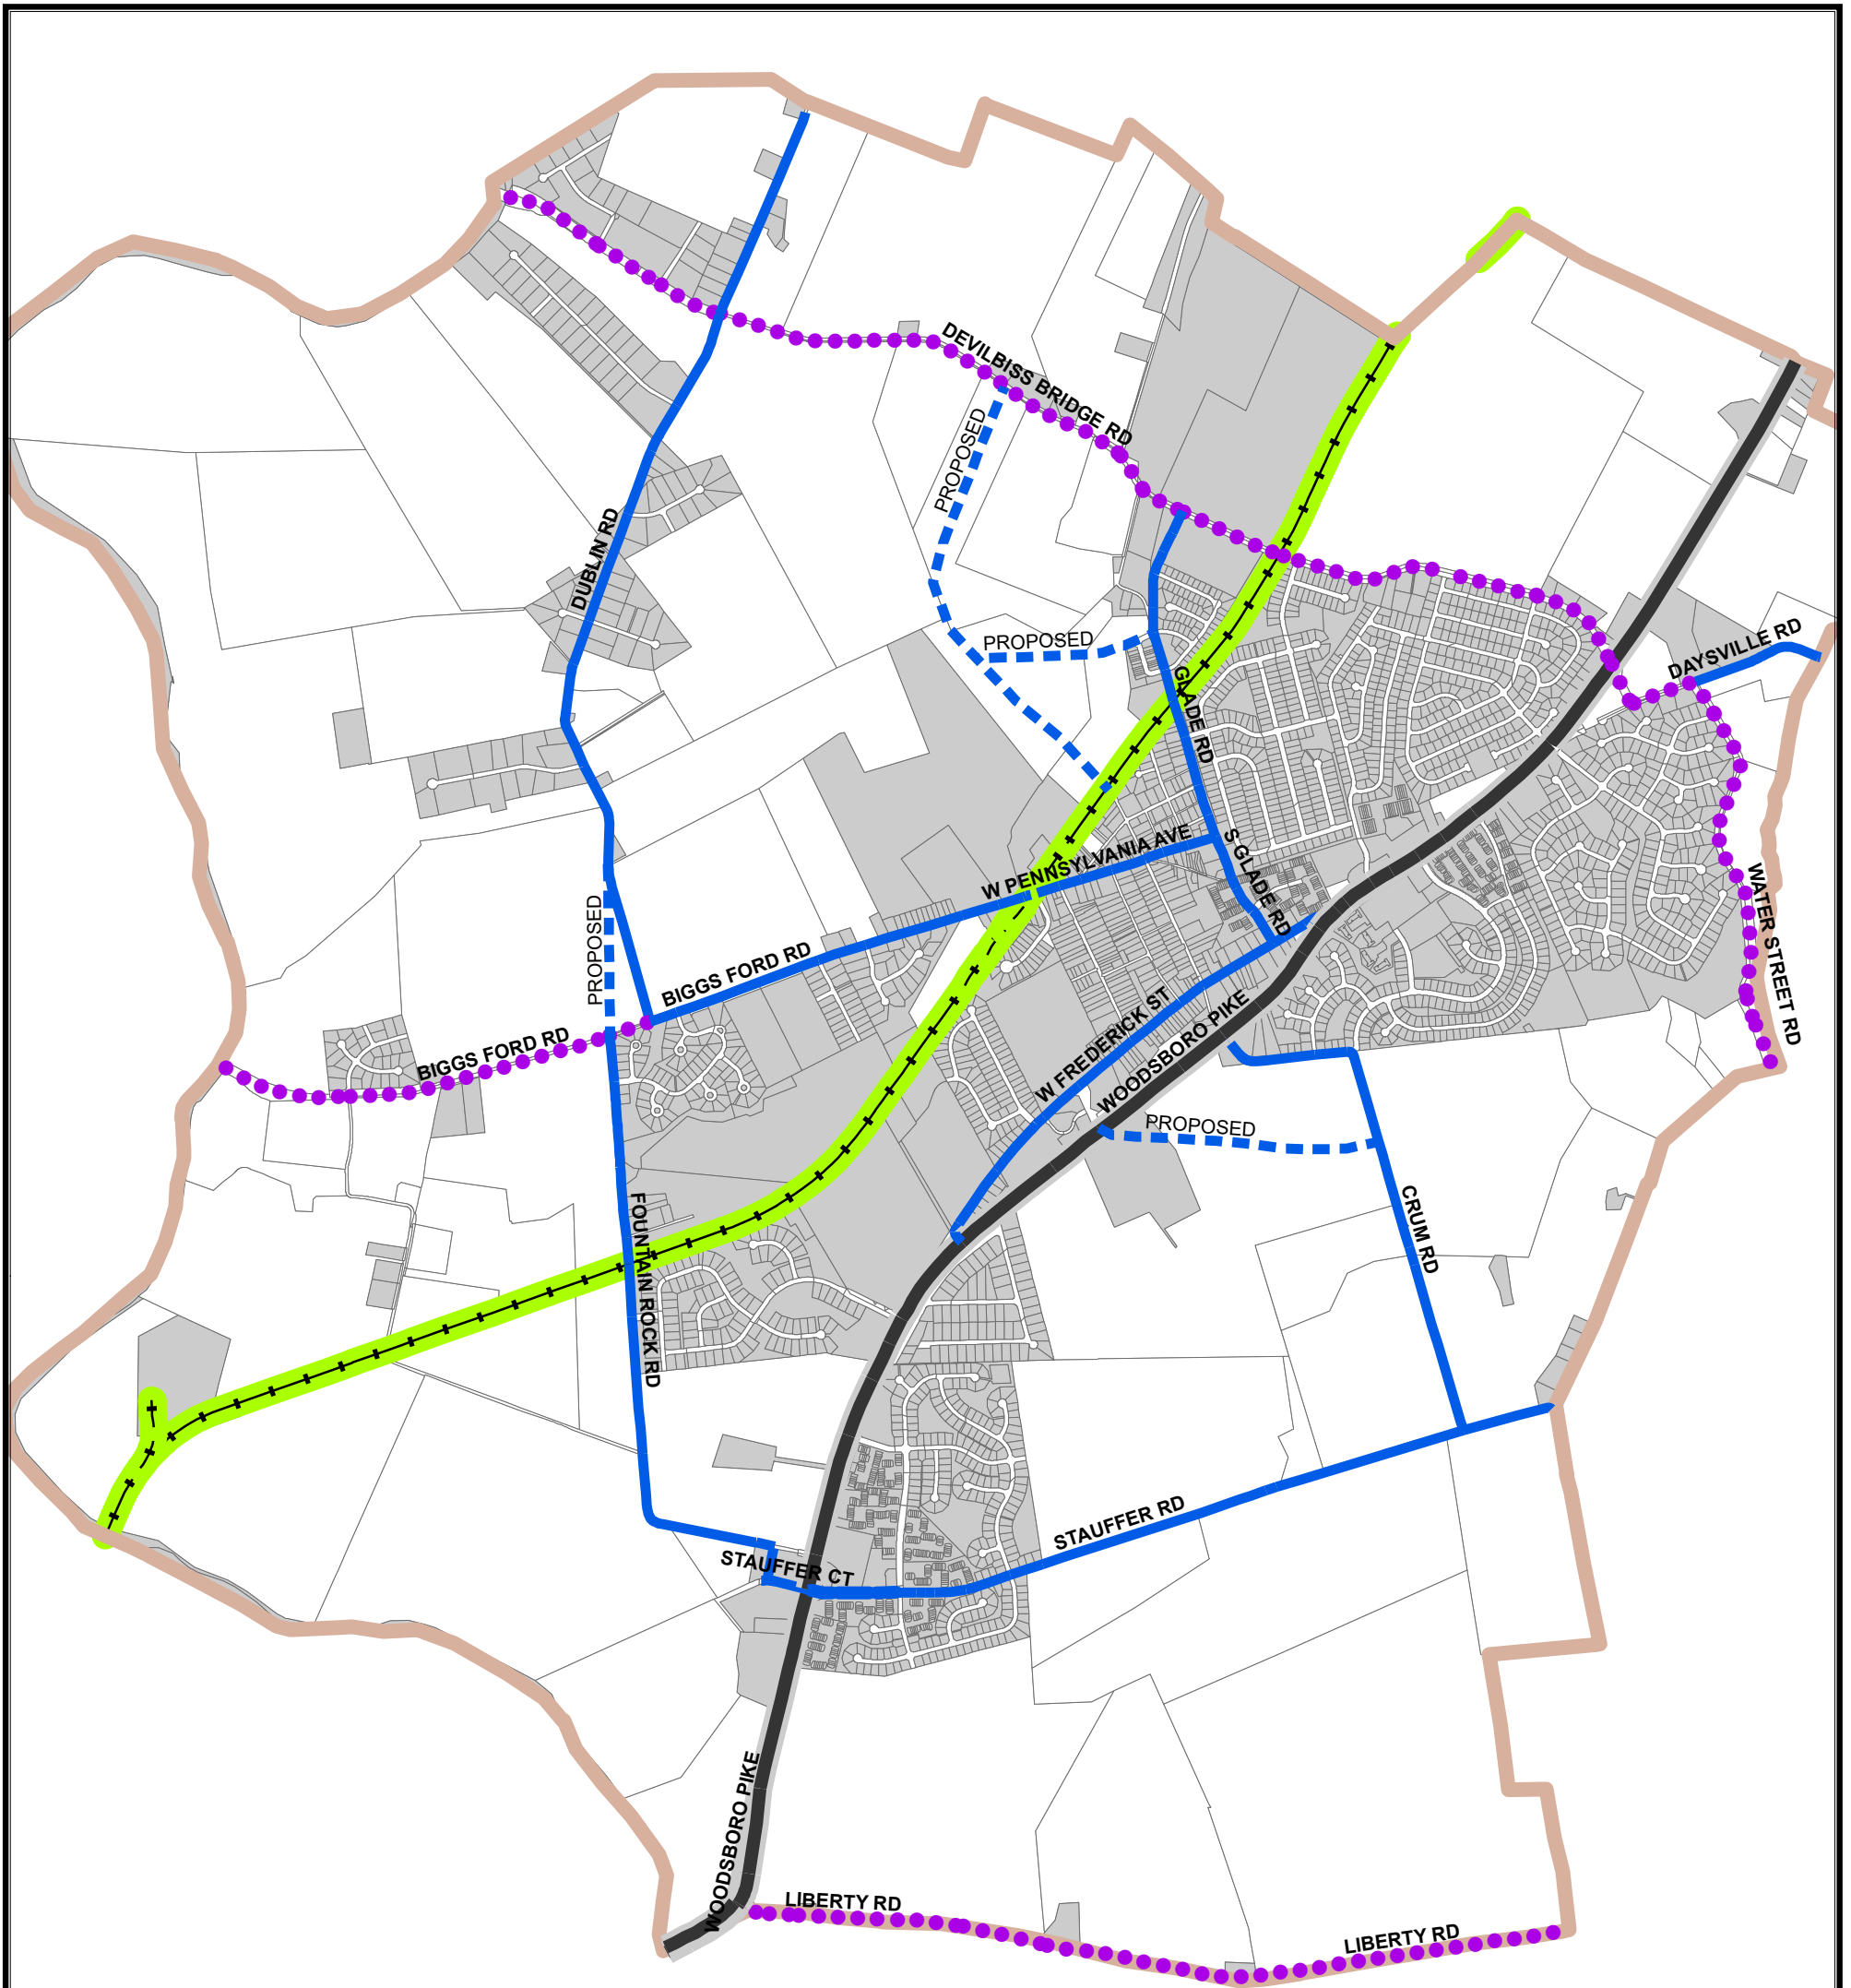 DEVILBISS BRIDGE RD
PROPOSED
DUBLIN RD
PROPOSED
DAYSVILLE RD
GLADE RD
W PENNSYLVANIA AVE
S GLADE RD
WATER STREET RD
PROPOSED
BIGGS FORD RD
BIGGS FORD RD
W FREDERICK ST
WOODSBORO PIKE
PROPOSED
CRUM RD
FOUNTAIN ROCK RD
STAUFFER RD
STAUFFER CT
WOODSBORO PIKE
LIBERTY RD
LIBERTY RD